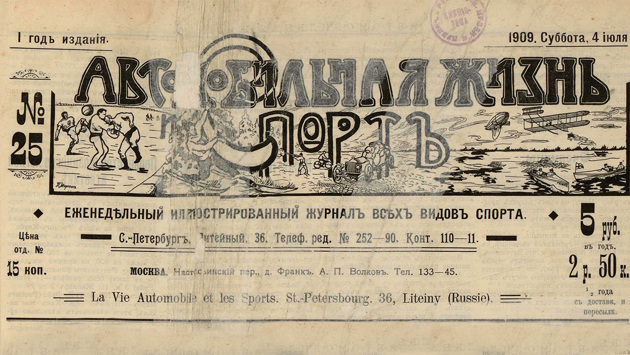 I годъ изданія.
1909. Суббота, 4 іюля
АВТОМОБИЛЬНАЯ ЖИЗНЬ
№ 25
И СПОРТЪ
ЕЖЕНЕДѢЛЬНЫЙ ИЛЛЮСТРИРОВАННЫЙ ЖУРНАЛЪ ВСѢХЪ ВИДОВЪ СПОРТА.
Цѣна отд. № 15 коп.
С.-Петербургъ, Литейный, 36. Телеф. ред. № 252—90. Конт. 110—11.
МОСКВА, пер., д. Франкъ. А. П. Волковъ. Тел. 133—45.
La Vie Automobile et les Sports. St.-Petersbourg. 36, Liteiny (Russie).
5 руб.
въ годъ.
2 р. 50 к.
½ года
съ достав. и
пересылк.